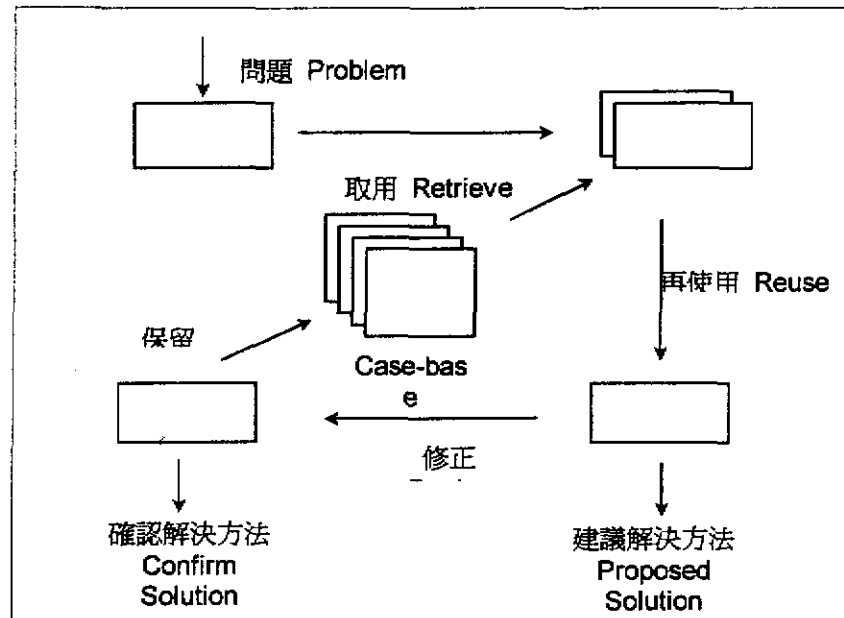 問題 Problem
取用 Retrieve
再使用 Reuse
保留
Case-bas
e
修正
確認解決方法
Confirm
Solution
建議解決方法
Proposed
Solution